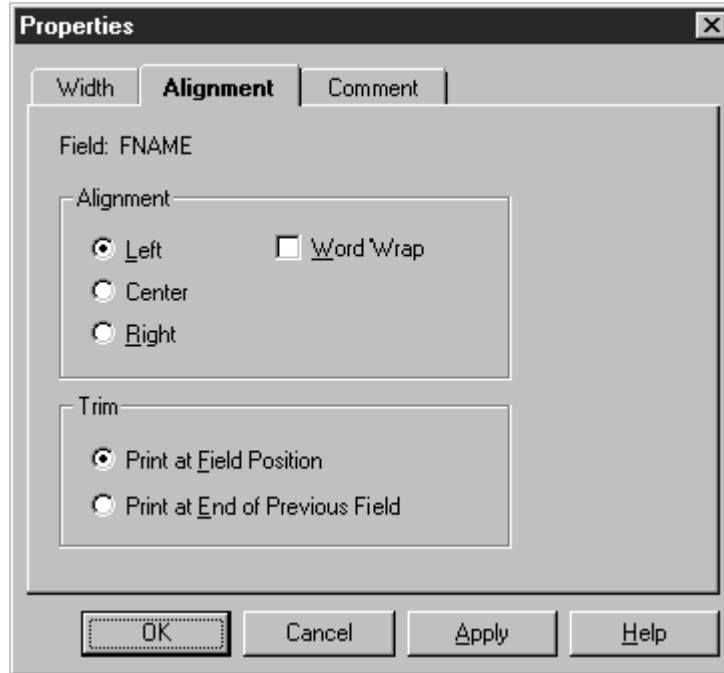 Properties
Width Alignment Comment
Field: FNAME
Alignment
Left Word Wrap
Center
Right
Trim
Print at Field Position
Print at End of Previous Field
OK Cancel Apply Help